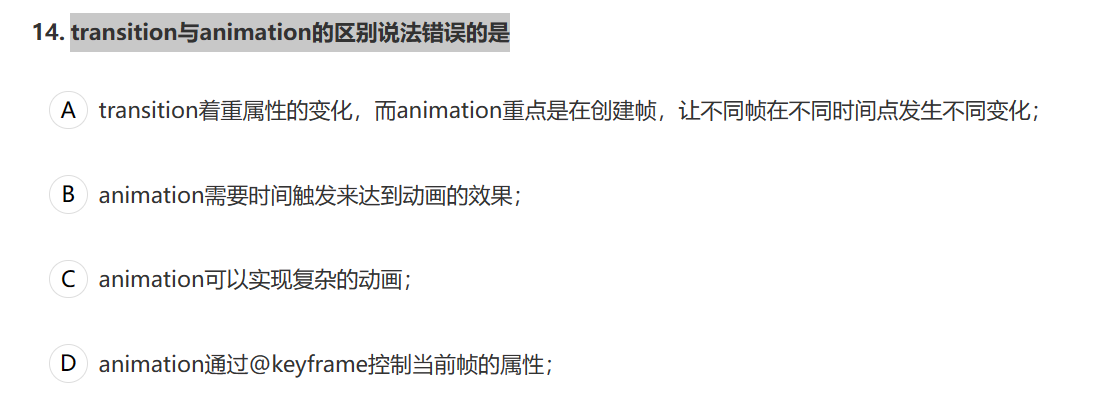 14. transition与animation的区别说法错误的是
A transition着重属性的变化，而animation重点是在创建帧，让不同帧在不同时间点发生不同变化；
B animation需要时间触发来达到动画的效果；
C animation可以实现复杂的动画；
D animation通过@keyframe控制当前帧的属性；